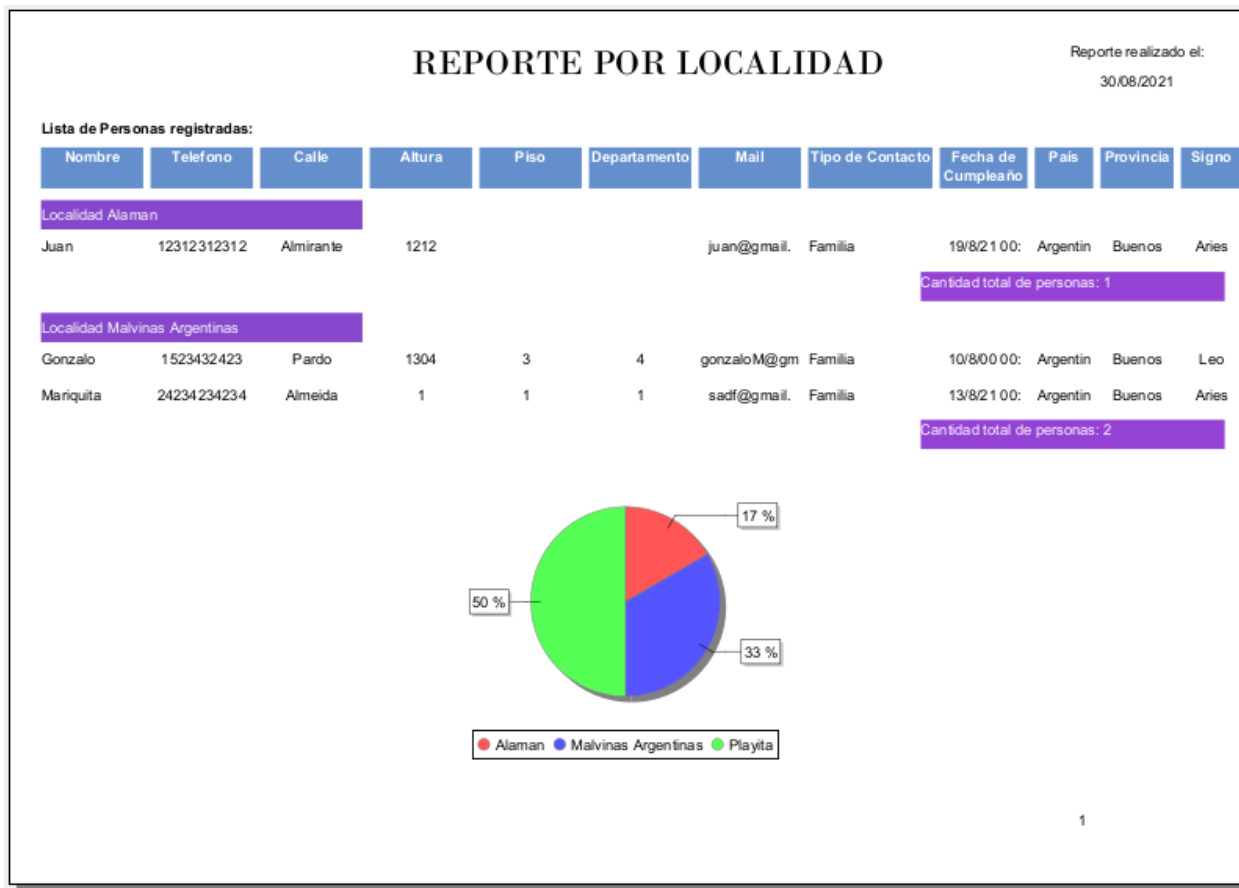 REPORTE POR LOCALIDAD
Reporte realizado el:
30/08/2021
Lista de Personas registradas:
Nombre Telefono Calle Altura Piso Departamento Mail Tipo de Contacto Fecha de Cumpleaño País Provincia Signo
Localidad Alaman
Juan 12312312312 Almirante 1212 juan@gmail. Familia 19/8/21 00: Argentin Buenos Aries
Cantidad total de personas: 1
Localidad Malvinas Argentinas
Gonzalo 1523432423 Pardo 1304 3 4 gonzaloM@gm Familia 10/8/00 00: Argentin Buenos Leo
Mariquita 24234234234 Almeida 1 1 1 sadf@gmail. Familia 13/8/21 00: Argentin Buenos Aries
Cantidad total de personas: 2
17 %
50 %
33 %
Alaman Malvinas Argentinas Playita
1